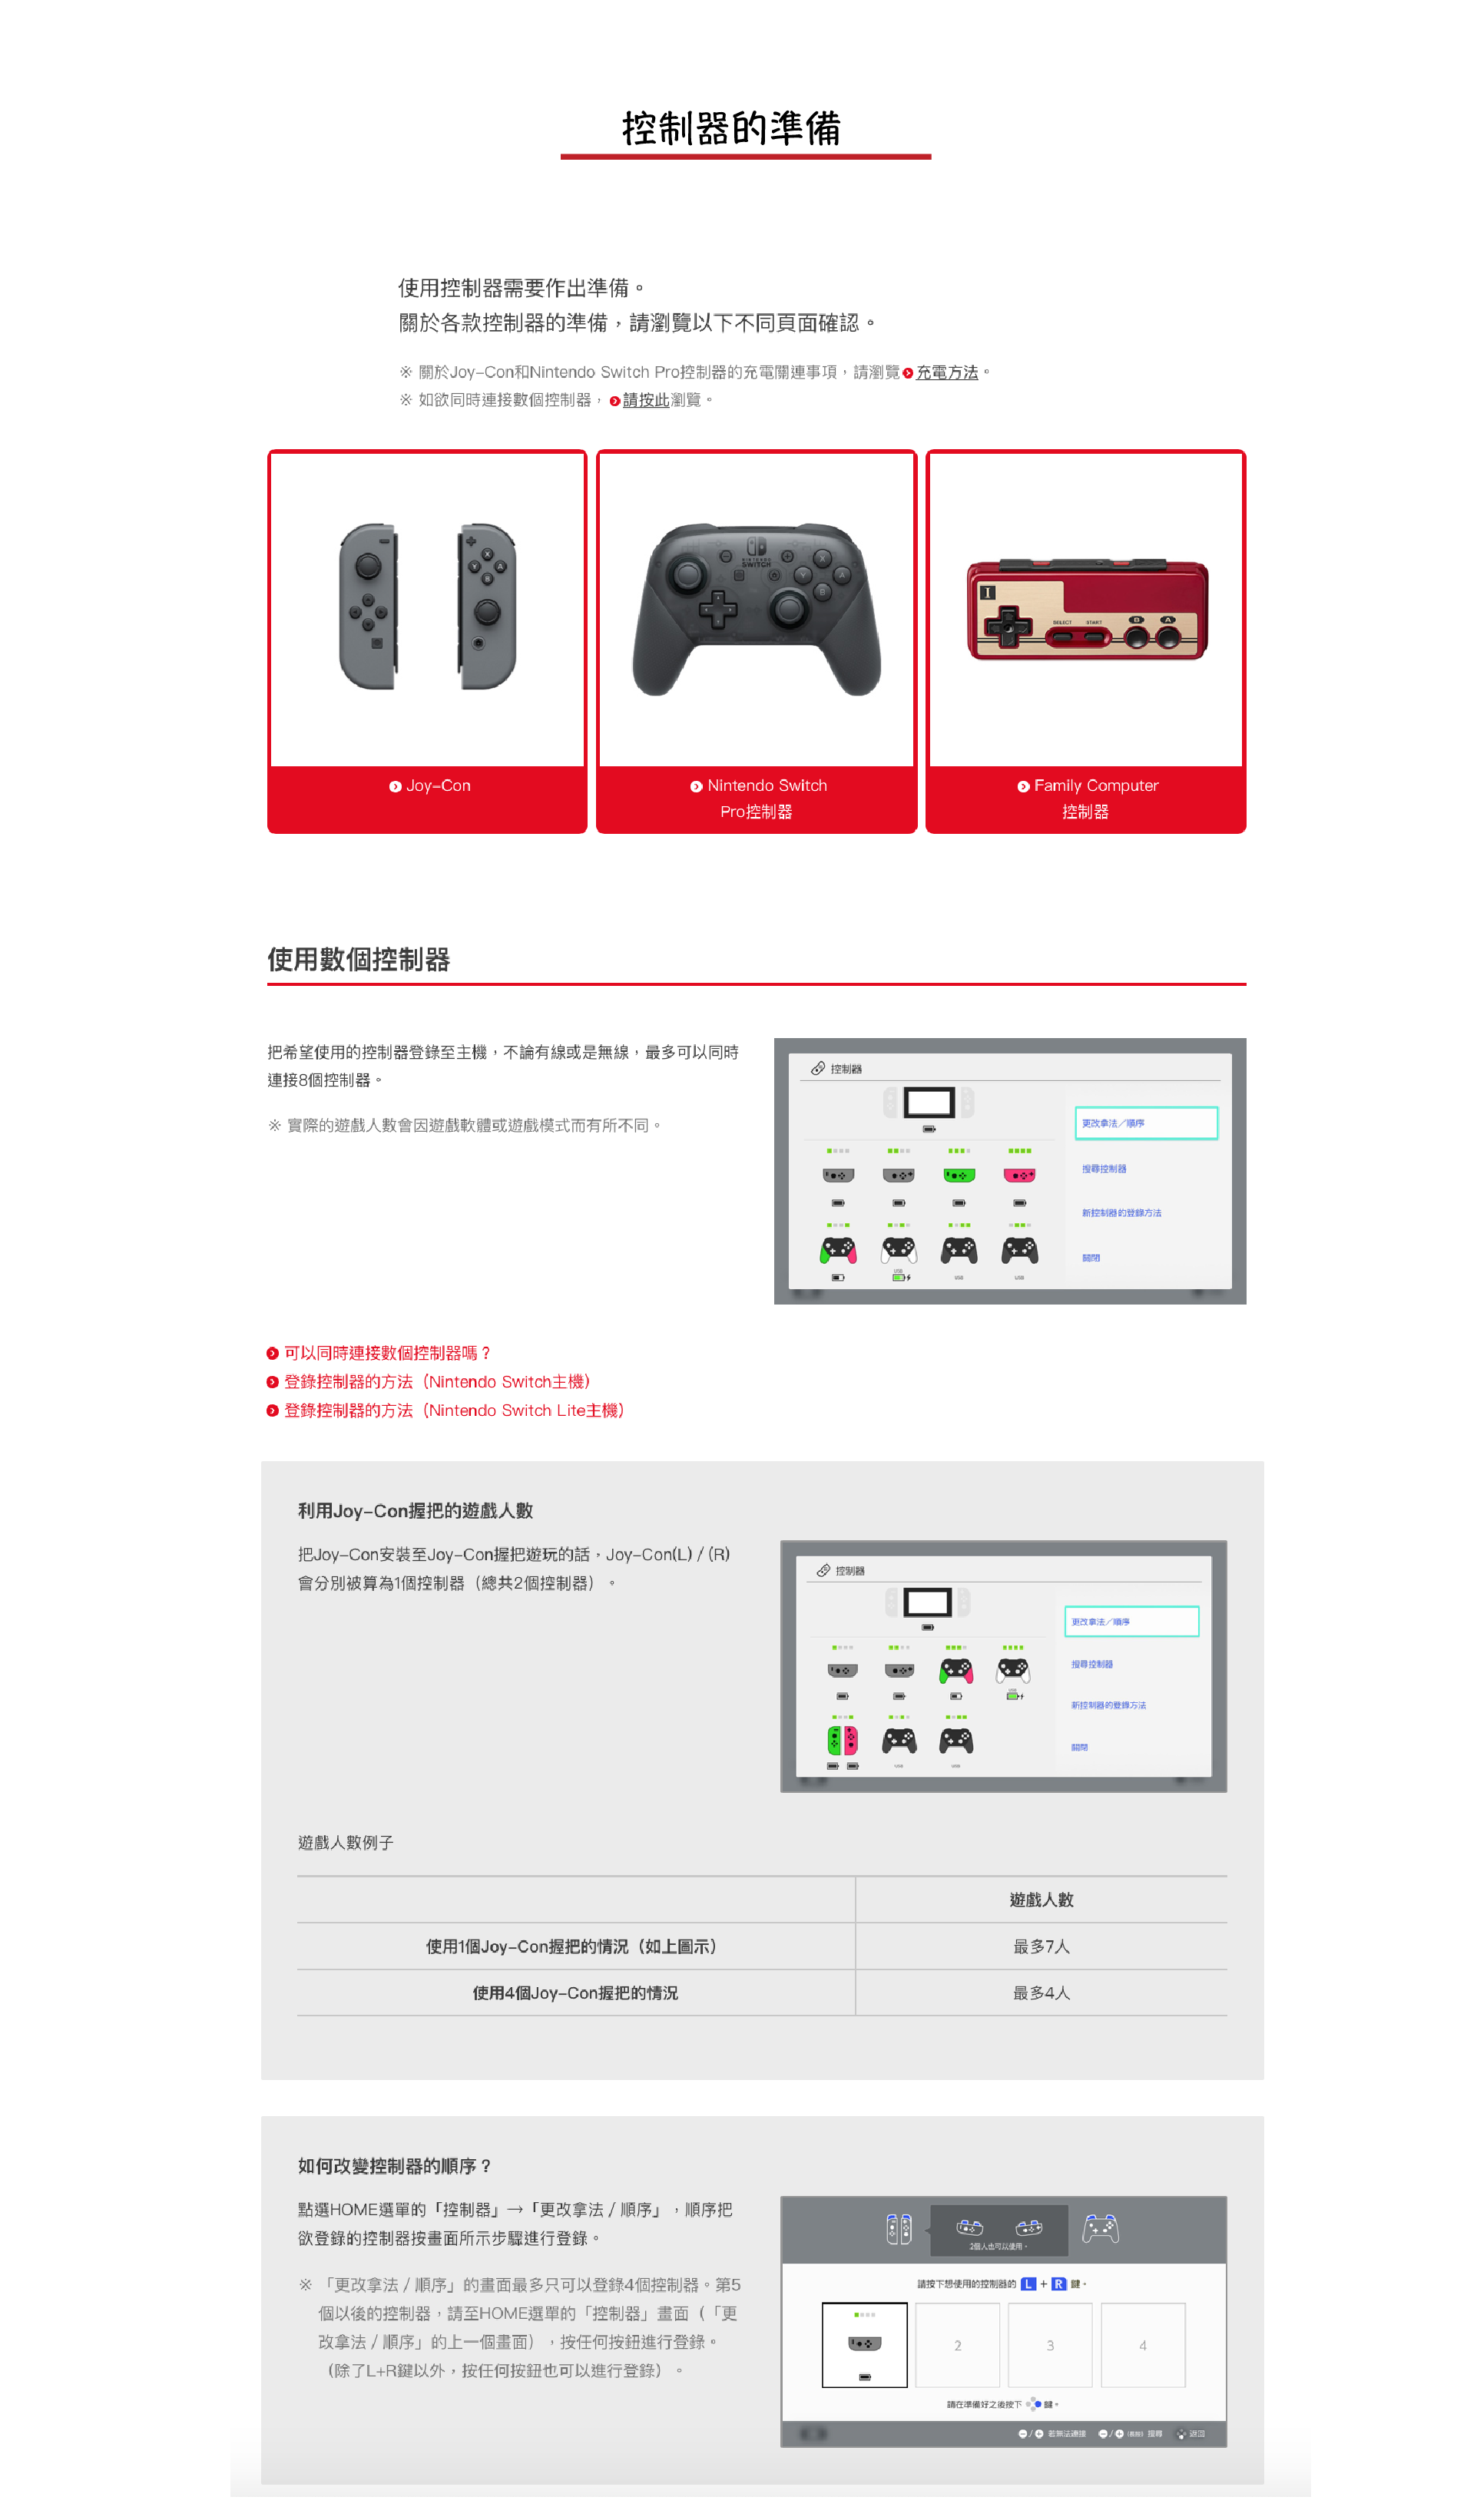 控制器的準備
使用控制器需要作出準備。
關於各款控制器的準備，請瀏覽以下不同頁面確認。
※ 關於Joy-Con和Nintendo Switch Pro控制器的充電關連事項，請瀏覽充電方法。
※ 如欲同時連接數個控制器，請按此瀏覽。
Joy-Con
Nintendo Switch
Pro控制器
Family Computer
控制器
使用數個控制器
把希望使用的控制器登錄至主機，不論有線或是無線，最多可以同時
連接8個控制器。
※ 實際的遊戲人數會因遊戲軟體或遊戲模式而有所不同。
控制器
更改拿法／順序
搜尋控制器
新控制器的登錄方法
關閉
USB
USB
USB
可以同時連接數個控制器嗎？
登錄控制器的方法（Nintendo Switch主機）
登錄控制器的方法（Nintendo Switch Lite主機）
利用Joy-Con握把的遊戲人數
把Joy-Con安裝至Joy-Con握把遊玩的話，Joy-Con(L) / (R)
會分別被算為1個控制器（總共2個控制器）。
控制器
更改拿法／順序
搜尋控制器
新控制器的登錄方法
關閉
USB
USB
USB
遊戲人數例子
遊戲人數
使用1個Joy-Con握把的情況（如上圖示） 最多7人
使用4個Joy-Con握把的情況 最多4人
如何改變控制器的順序？
點選HOME選單的「控制器」→「更改拿法 / 順序」，順序把
欲登錄的控制器按畫面所示步驟進行登錄。
※ 「更改拿法 / 順序」的畫面最多只可以登錄4個控制器。第5
個以後的控制器，請至HOME選單的「控制器」畫面（「更
改拿法 / 順序」的上一個畫面），按任何按鈕進行登錄。
（除了L+R鍵以外，按任何按鈕也可以進行登錄）。
2個人也可以使用。
請按下想使用的控制器的 L + R 鍵。
2 3 4
請在準備好之後按下 鍵。
若無法連接 搜尋 返回